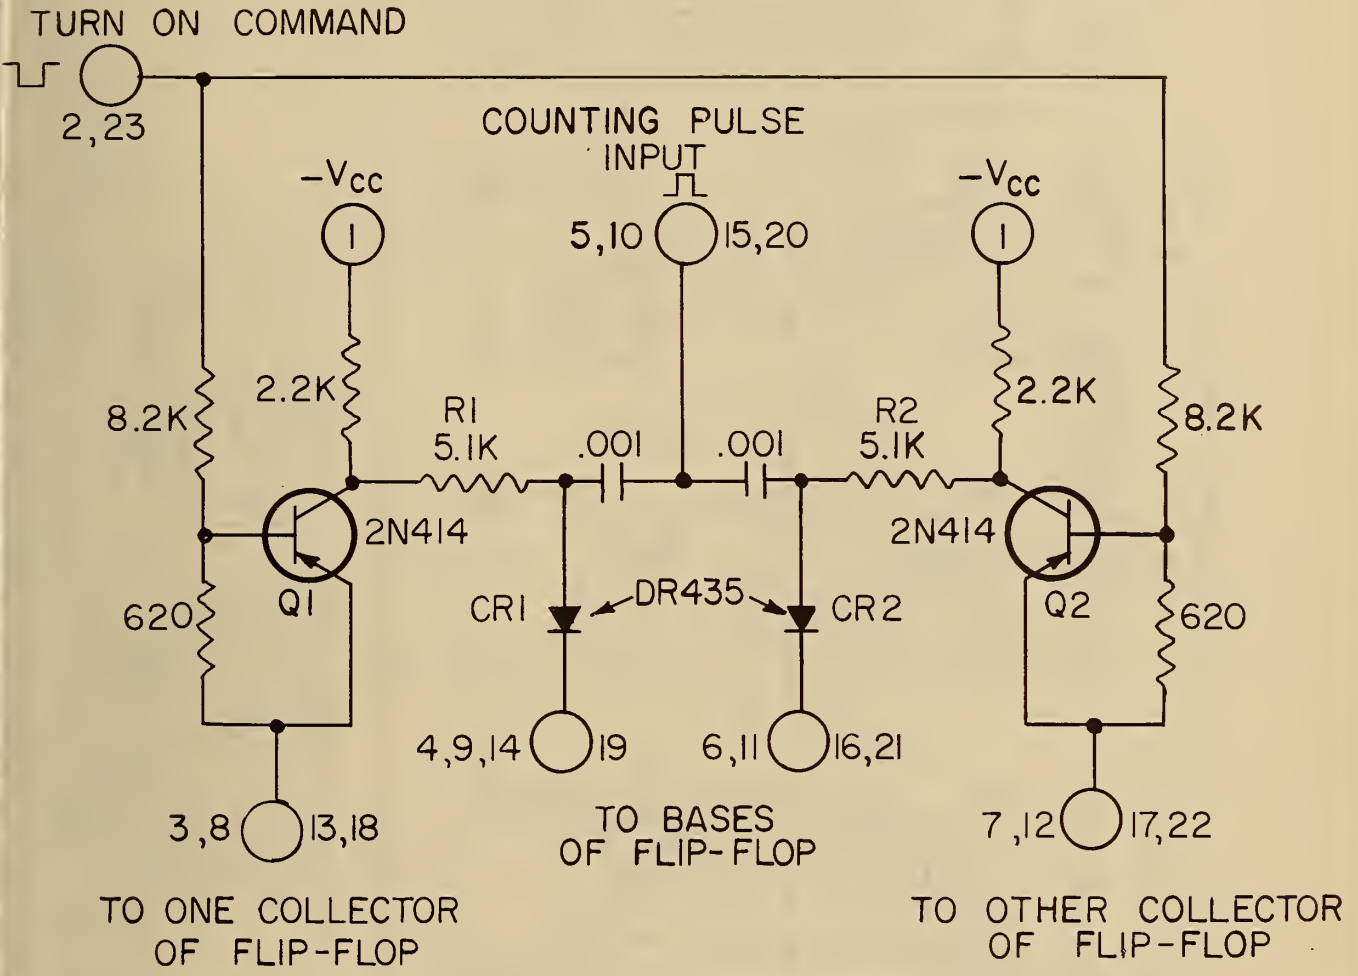 TURN ON COMMAND
2,23
COUNTING PULSE
INPUT
5,10 15,20
-VCC
1
-VCC
1
8.2K
2.2K
R1
5.1K
.001
.001
R2
5.1K
2.2K
8.2K
2N414
Q1
2N414
Q2
620
CR1
DR435
CR2
620
4,9,14 19
6,11 16,21
TO BASES
OF FLIP-FLOP
3,8 13,18
TO ONE COLLECTOR
OF FLIP-FLOP
7,12 17,22
TO OTHER COLLECTOR
OF FLIP-FLOP